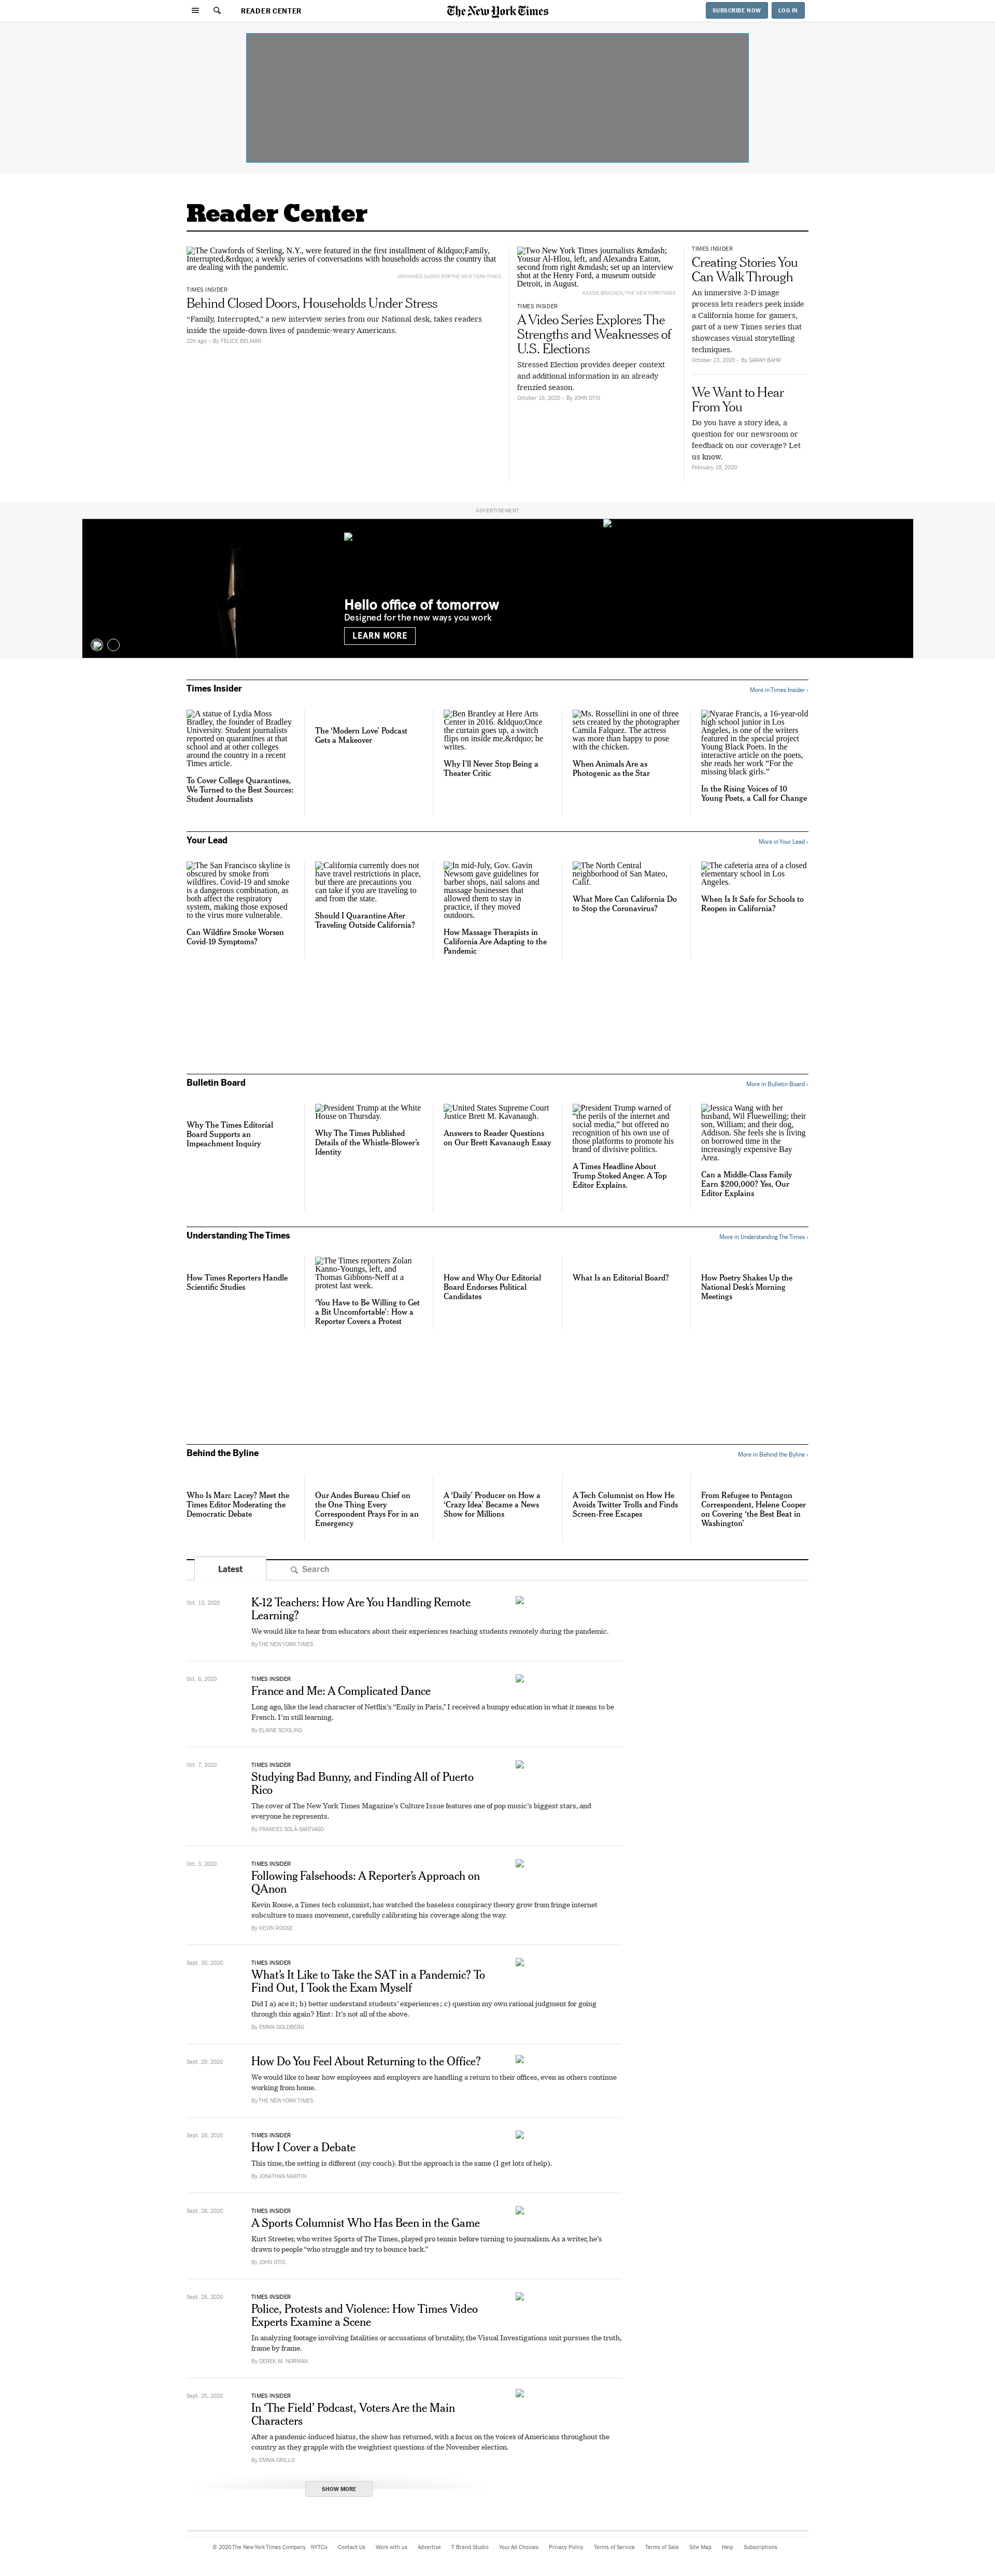 READER CENTER
The New York Times
SUBSCRIBE NOW
LOG IN
Reader Center
The Crawfords of Sterling, N.Y., were featured in the first installment of &ldquo;Family,
Interrupted,&rdquo; a weekly series of conversations with households across the country that
are dealing with the pandemic.
MOHAMED SADEK FOR THE NEW YORK TIMES
TIMES INSIDER
Behind Closed Doors, Households Under Stress
“Family, Interrupted,” a new interview series from our National desk, takes readers
inside the upside-down lives of pandemic-weary Americans.
22h ago – By FELICE BELMAN
Two New York Times journalists &mdash;
Yousur Al-Hlou, left, and Alexandra Eaton,
second from right &mdash; set up an interview
shot at the Henry Ford, a museum outside
Detroit, in August.
KASSIE BRACKEN/THE NEW YORK TIMES
TIMES INSIDER
A Video Series Explores The
Strengths and Weaknesses of
U.S. Elections
Stressed Election provides deeper context
and additional information in an already
frenzied season.
October 16, 2020 – By JOHN OTIS
TIMES INSIDER
Creating Stories You
Can Walk Through
An immersive 3-D image
process lets readers peek inside
a California home for gamers,
part of a new Times series that
showcases visual storytelling
techniques.
October 13, 2020 – By SARAH BAHR
We Want to Hear
From You
Do you have a story idea, a
question for our newsroom or
feedback on our coverage? Let
us know.
February 18, 2020
ADVERTISEMENT
Hello office of tomorrow
Designed for the new ways you work
LEARN MORE
Times Insider
More in Times Insider ›
A statue of Lydia Moss
Bradley, the founder of Bradley
University. Student journalists
reported on quarantines at that
school and at other colleges
around the country in a recent
Times article.
To Cover College Quarantines,
We Turned to the Best Sources:
Student Journalists
The ‘Modern Love’ Podcast
Gets a Makeover
Ben Brantley at Here Arts
Center in 2016. &ldquo;Once
the curtain goes up, a switch
flips on inside me,&rdquo; he
writes.
Why I’ll Never Stop Being a
Theater Critic
Ms. Rossellini in one of three
sets created by the photographer
Camila Falquez. The actress
was more than happy to pose
with the chicken.
When Animals Are as
Photogenic as the Star
Nyarae Francis, a 16-year-old
high school junior in Los
Angeles, is one of the writers
featured in the special project
Young Black Poets. In the
interactive article on the poets,
she reads her work “For the
missing black girls.”
In the Rising Voices of 10
Young Poets, a Call for Change
Your Lead
More in Your Lead ›
The San Francisco skyline is
obscured by smoke from
wildfires. Covid-19 and smoke
is a dangerous combination, as
both affect the respiratory
system, making those exposed
to the virus more vulnerable.
Can Wildfire Smoke Worsen
Covid-19 Symptoms?
California currently does not
have travel restrictions in place,
but there are precautions you
can take if you are traveling to
and from the state.
Should I Quarantine After
Traveling Outside California?
In mid-July, Gov. Gavin
Newsom gave guidelines for
barber shops, nail salons and
massage businesses that
allowed them to stay in
practice, if they moved
outdoors.
How Massage Therapists in
California Are Adapting to the
Pandemic
The North Central
neighborhood of San Mateo,
Calif.
What More Can California Do
to Stop the Coronavirus?
The cafeteria area of a closed
elementary school in Los
Angeles.
When Is It Safe for Schools to
Reopen in California?
Bulletin Board
More in Bulletin Board ›
Why The Times Editorial
Board Supports an
Impeachment Inquiry
President Trump at the White
House on Thursday.
Why The Times Published
Details of the Whistle-Blower’s
Identity
United States Supreme Court
Justice Brett M. Kavanaugh.
Answers to Reader Questions
on Our Brett Kavanaugh Essay
President Trump warned of
“the perils of the internet and
social media,” but offered no
recognition of his own use of
those platforms to promote his
brand of divisive politics.
A Times Headline About
Trump Stoked Anger. A Top
Editor Explains.
Jessica Wang with her
husband, Wil Fluewelling; their
son, William; and their dog,
Addison. She feels she is living
on borrowed time in the
increasingly expensive Bay
Area.
Can a Middle-Class Family
Earn $200,000? Yes, Our
Editor Explains
Understanding The Times
More in Understanding The Times ›
How Times Reporters Handle
Scientific Studies
The Times reporters Zolan
Kanno-Youngs, left, and
Thomas Gibbons-Neff at a
protest last week.
‘You Have to Be Willing to Get
a Bit Uncomfortable’: How a
Reporter Covers a Protest
How and Why Our Editorial
Board Endorses Political
Candidates
What Is an Editorial Board?
How Poetry Shakes Up the
National Desk’s Morning
Meetings
Behind the Byline
More in Behind the Byline ›
Who Is Marc Lacey? Meet the
Times Editor Moderating the
Democratic Debate
Our Andes Bureau Chief on
the One Thing Every
Correspondent Prays For in an
Emergency
A ‘Daily’ Producer on How a
‘Crazy Idea’ Became a News
Show for Millions
A Tech Columnist on How He
Avoids Twitter Trolls and Finds
Screen-Free Escapes
From Refugee to Pentagon
Correspondent, Helene Cooper
on Covering ‘the Best Beat in
Washington’
Latest
Search
Oct. 13, 2020
K-12 Teachers: How Are You Handling Remote
Learning?
We would like to hear from educators about their experiences teaching students remotely during the pandemic.
By THE NEW YORK TIMES
Oct. 8, 2020
TIMES INSIDER
France and Me: A Complicated Dance
Long ago, like the lead character of Netflix’s “Emily in Paris,” I received a bumpy education in what it means to be
French. I’m still learning.
By ELAINE SCIOLINO
Oct. 7, 2020
TIMES INSIDER
Studying Bad Bunny, and Finding All of Puerto
Rico
The cover of The New York Times Magazine’s Culture Issue features one of pop music’s biggest stars, and
everyone he represents.
By FRANCES SOLÁ-SANTIAGO
Oct. 3, 2020
TIMES INSIDER
Following Falsehoods: A Reporter’s Approach on
QAnon
Kevin Roose, a Times tech columnist, has watched the baseless conspiracy theory grow from fringe internet
subculture to mass movement, carefully calibrating his coverage along the way.
By KEVIN ROOSE
Sept. 30, 2020
TIMES INSIDER
What’s It Like to Take the SAT in a Pandemic? To
Find Out, I Took the Exam Myself
Did I a) ace it; b) better understand students’ experiences; c) question my own rational judgment for going
through this again? Hint: It’s not all of the above.
By EMMA GOLDBERG
Sept. 29, 2020
How Do You Feel About Returning to the Office?
We would like to hear how employees and employers are handling a return to their offices, even as others continue
working from home.
By THE NEW YORK TIMES
Sept. 28, 2020
TIMES INSIDER
How I Cover a Debate
This time, the setting is different (my couch). But the approach is the same (I get lots of help).
By JONATHAN MARTIN
Sept. 28, 2020
TIMES INSIDER
A Sports Columnist Who Has Been in the Game
Kurt Streeter, who writes Sports of The Times, played pro tennis before turning to journalism. As a writer, he’s
drawn to people “who struggle and try to bounce back.”
By JOHN OTIS
Sept. 26, 2020
TIMES INSIDER
Police, Protests and Violence: How Times Video
Experts Examine a Scene
In analyzing footage involving fatalities or accusations of brutality, the Visual Investigations unit pursues the truth,
frame by frame.
By DEREK M. NORMAN
Sept. 25, 2020
TIMES INSIDER
In ‘The Field’ Podcast, Voters Are the Main
Characters
After a pandemic-induced hiatus, the show has returned, with a focus on the voices of Americans throughout the
country as they grapple with the weightiest questions of the November election.
By EMMA GRILLO
SHOW MORE
© 2020 The New York Times Company NYTCo Contact Us Work with us Advertise T Brand Studio Your Ad Choices Privacy Policy Terms of Service Terms of Sale Site Map Help Subscriptions